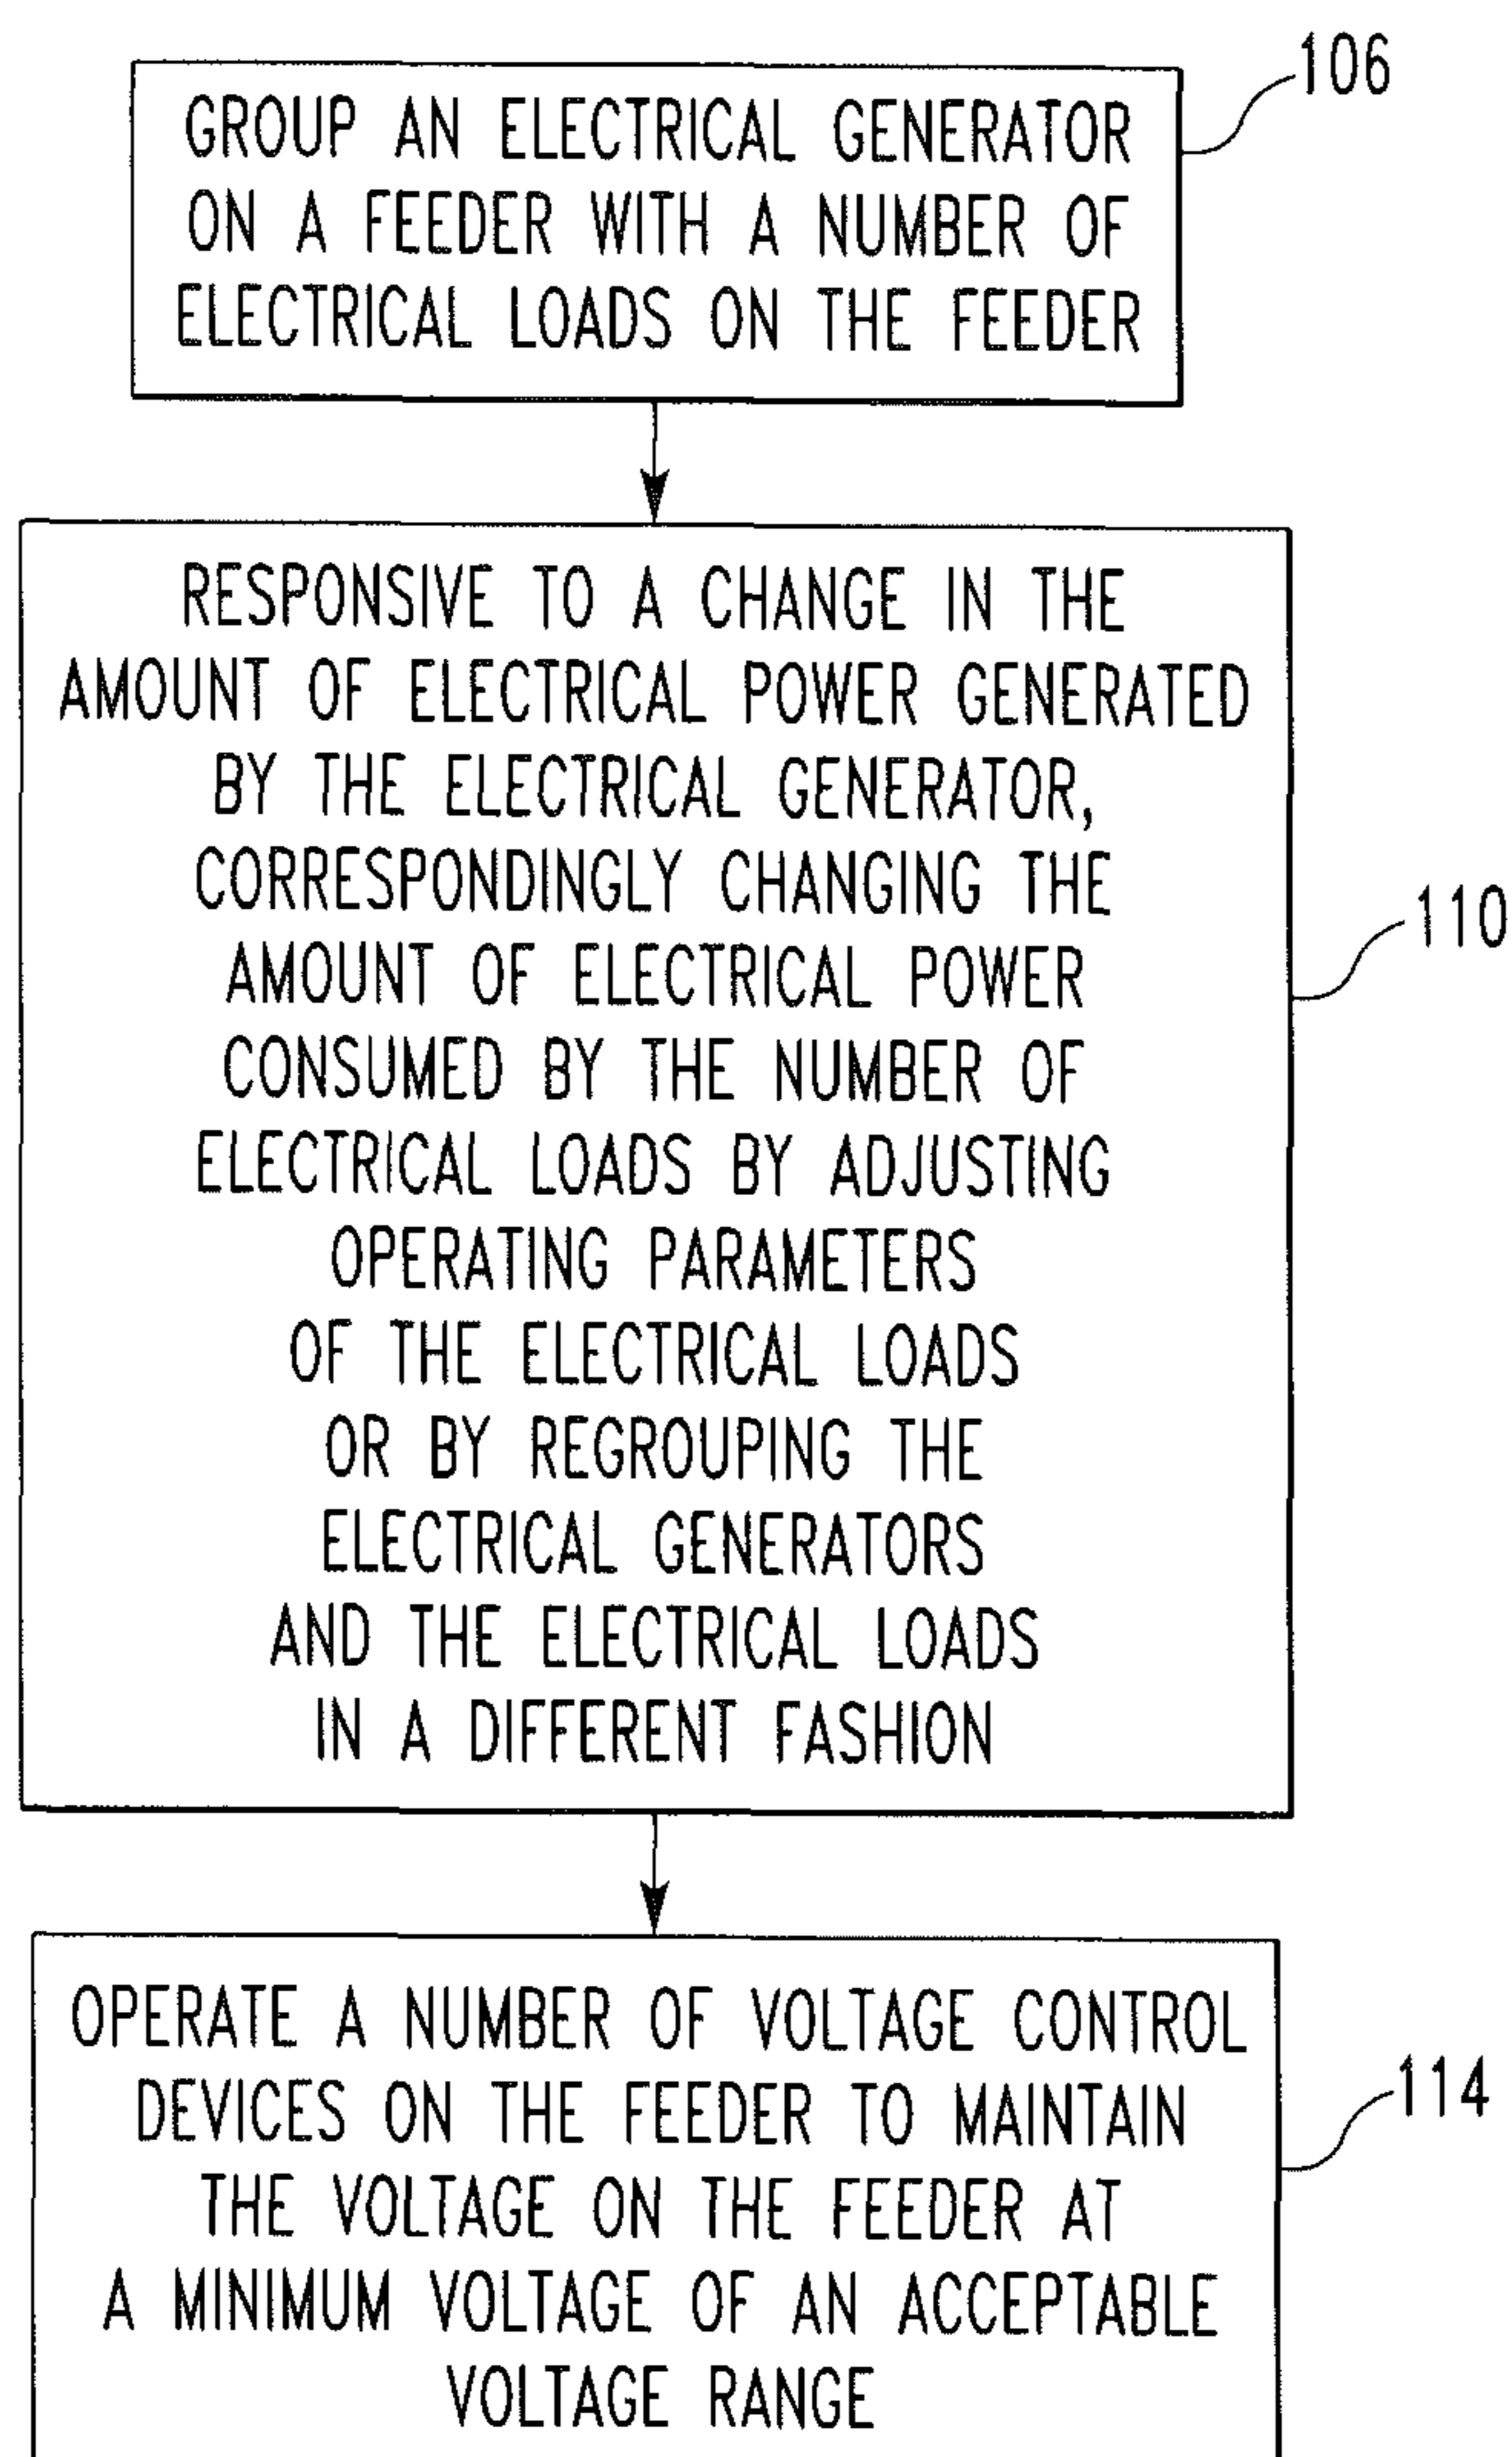 106
GROUP AN ELECTRICAL GENERATOR
ON A FEEDER WITH A NUMBER OF
ELECTRICAL LOADS ON THE FEEDER
RESPONSIVE TO A CHANGE IN THE
AMOUNT OF ELECTRICAL POWER GENERATED
BY THE ELECTRICAL GENERATOR,
CORRESPONDINGLY CHANGING THE
AMOUNT OF ELECTRICAL POWER
CONSUMED BY THE NUMBER OF
ELECTRICAL LOADS BY ADJUSTING
OPERATING PARAMETERS
OF THE ELECTRICAL LOADS
OR BY REGROUPING THE
ELECTRICAL GENERATORS
AND THE ELECTRICAL LOADS
IN A DIFFERENT FASHION
110
OPERATE A NUMBER OF VOLTAGE CONTROL
DEVICES ON THE FEEDER TO MAINTAIN
THE VOLTAGE ON THE FEEDER AT
A MINIMUM VOLTAGE OF AN ACCEPTABLE
VOLTAGE RANGE
114